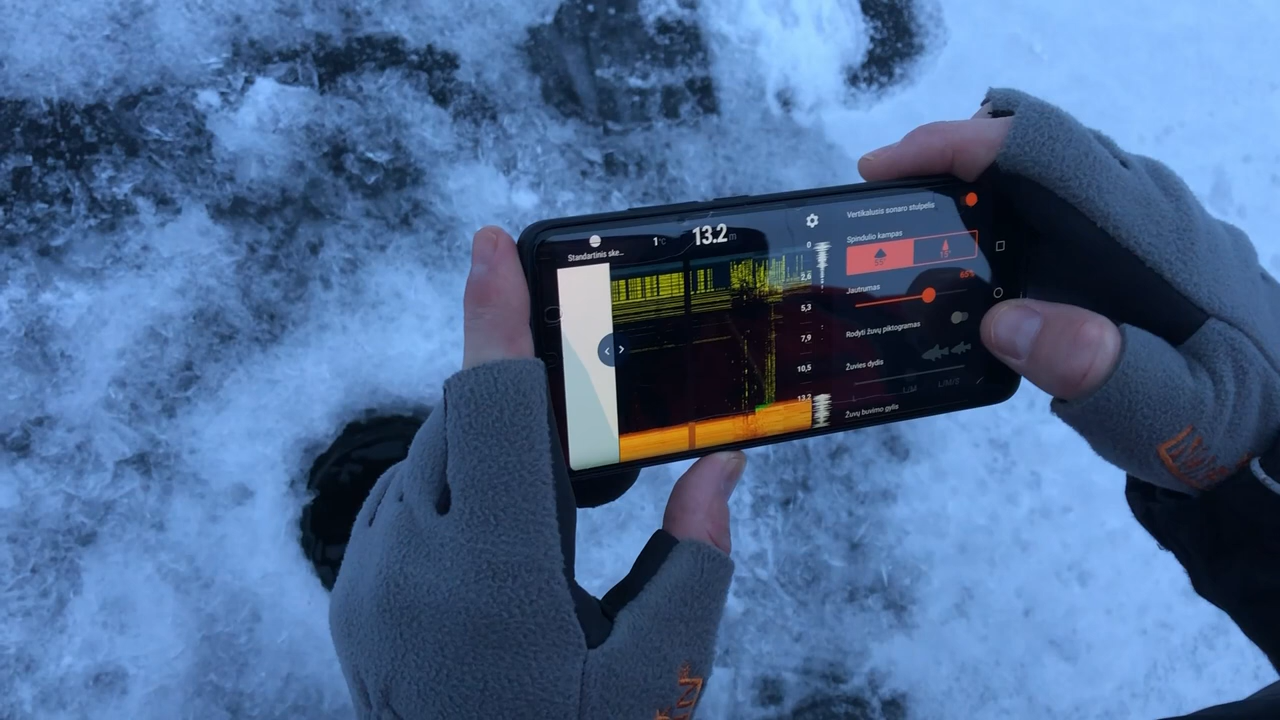 Standartinis ske...
1°C
13.2 m
0
2,6
5,3
7,9
10,5
13,2
Vertikalusis sonaro stulpelis
Spindulio kampas
55°
15°
Jautrumas
65%
Rodyti žuvų piktogramas
Žuvies dydis
L/M
L/M/S
Žuvų buvimo gylis